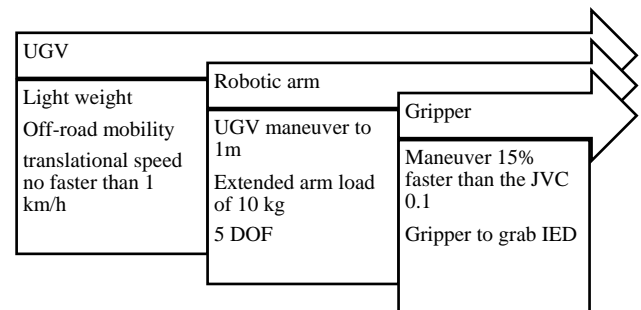 UGV
Light weight
Off-road mobility
translational speed
no faster than 1
km/h
Robotic arm
UGV maneuver to
1m
Extended arm load
of 10 kg
5 DOF
Gripper
Maneuver 15%
faster than the JVC
0.1
Gripper to grab IED